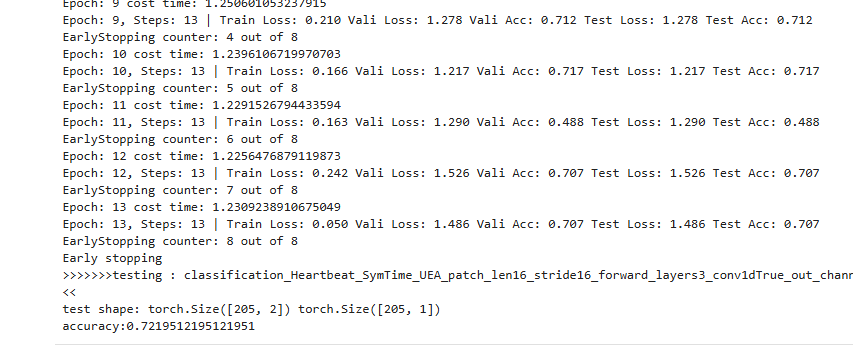 Epoch: 9 cost time: 1.250601053237915
Epoch: 9, Steps: 13 | Train Loss: 0.210 Vali Loss: 1.278 Vali Acc: 0.712 Test Loss: 1.278 Test Acc: 0.712
EarlyStopping counter: 4 out of 8
Epoch: 10 cost time: 1.2396106719970703
Epoch: 10, Steps: 13 | Train Loss: 0.166 Vali Loss: 1.217 Vali Acc: 0.717 Test Loss: 1.217 Test Acc: 0.717
EarlyStopping counter: 5 out of 8
Epoch: 11 cost time: 1.2291526794433594
Epoch: 11, Steps: 13 | Train Loss: 0.163 Vali Loss: 1.290 Vali Acc: 0.488 Test Loss: 1.290 Test Acc: 0.488
EarlyStopping counter: 6 out of 8
Epoch: 12 cost time: 1.2256476879119873
Epoch: 12, Steps: 13 | Train Loss: 0.242 Vali Loss: 1.526 Vali Acc: 0.707 Test Loss: 1.526 Test Acc: 0.707
EarlyStopping counter: 7 out of 8
Epoch: 13 cost time: 1.2309238910675049
Epoch: 13, Steps: 13 | Train Loss: 0.050 Vali Loss: 1.486 Vali Acc: 0.707 Test Loss: 1.486 Test Acc: 0.707
EarlyStopping counter: 8 out of 8
Early stopping
>>>>>>>testing : classification_Heartbeat_SymTime_UEA_patch_len16_stride16_forward_layers3_conv1dTrue_out_chann
<<
test shape: torch.Size([205, 2]) torch.Size([205, 1])
accuracy:0.7219512195121951